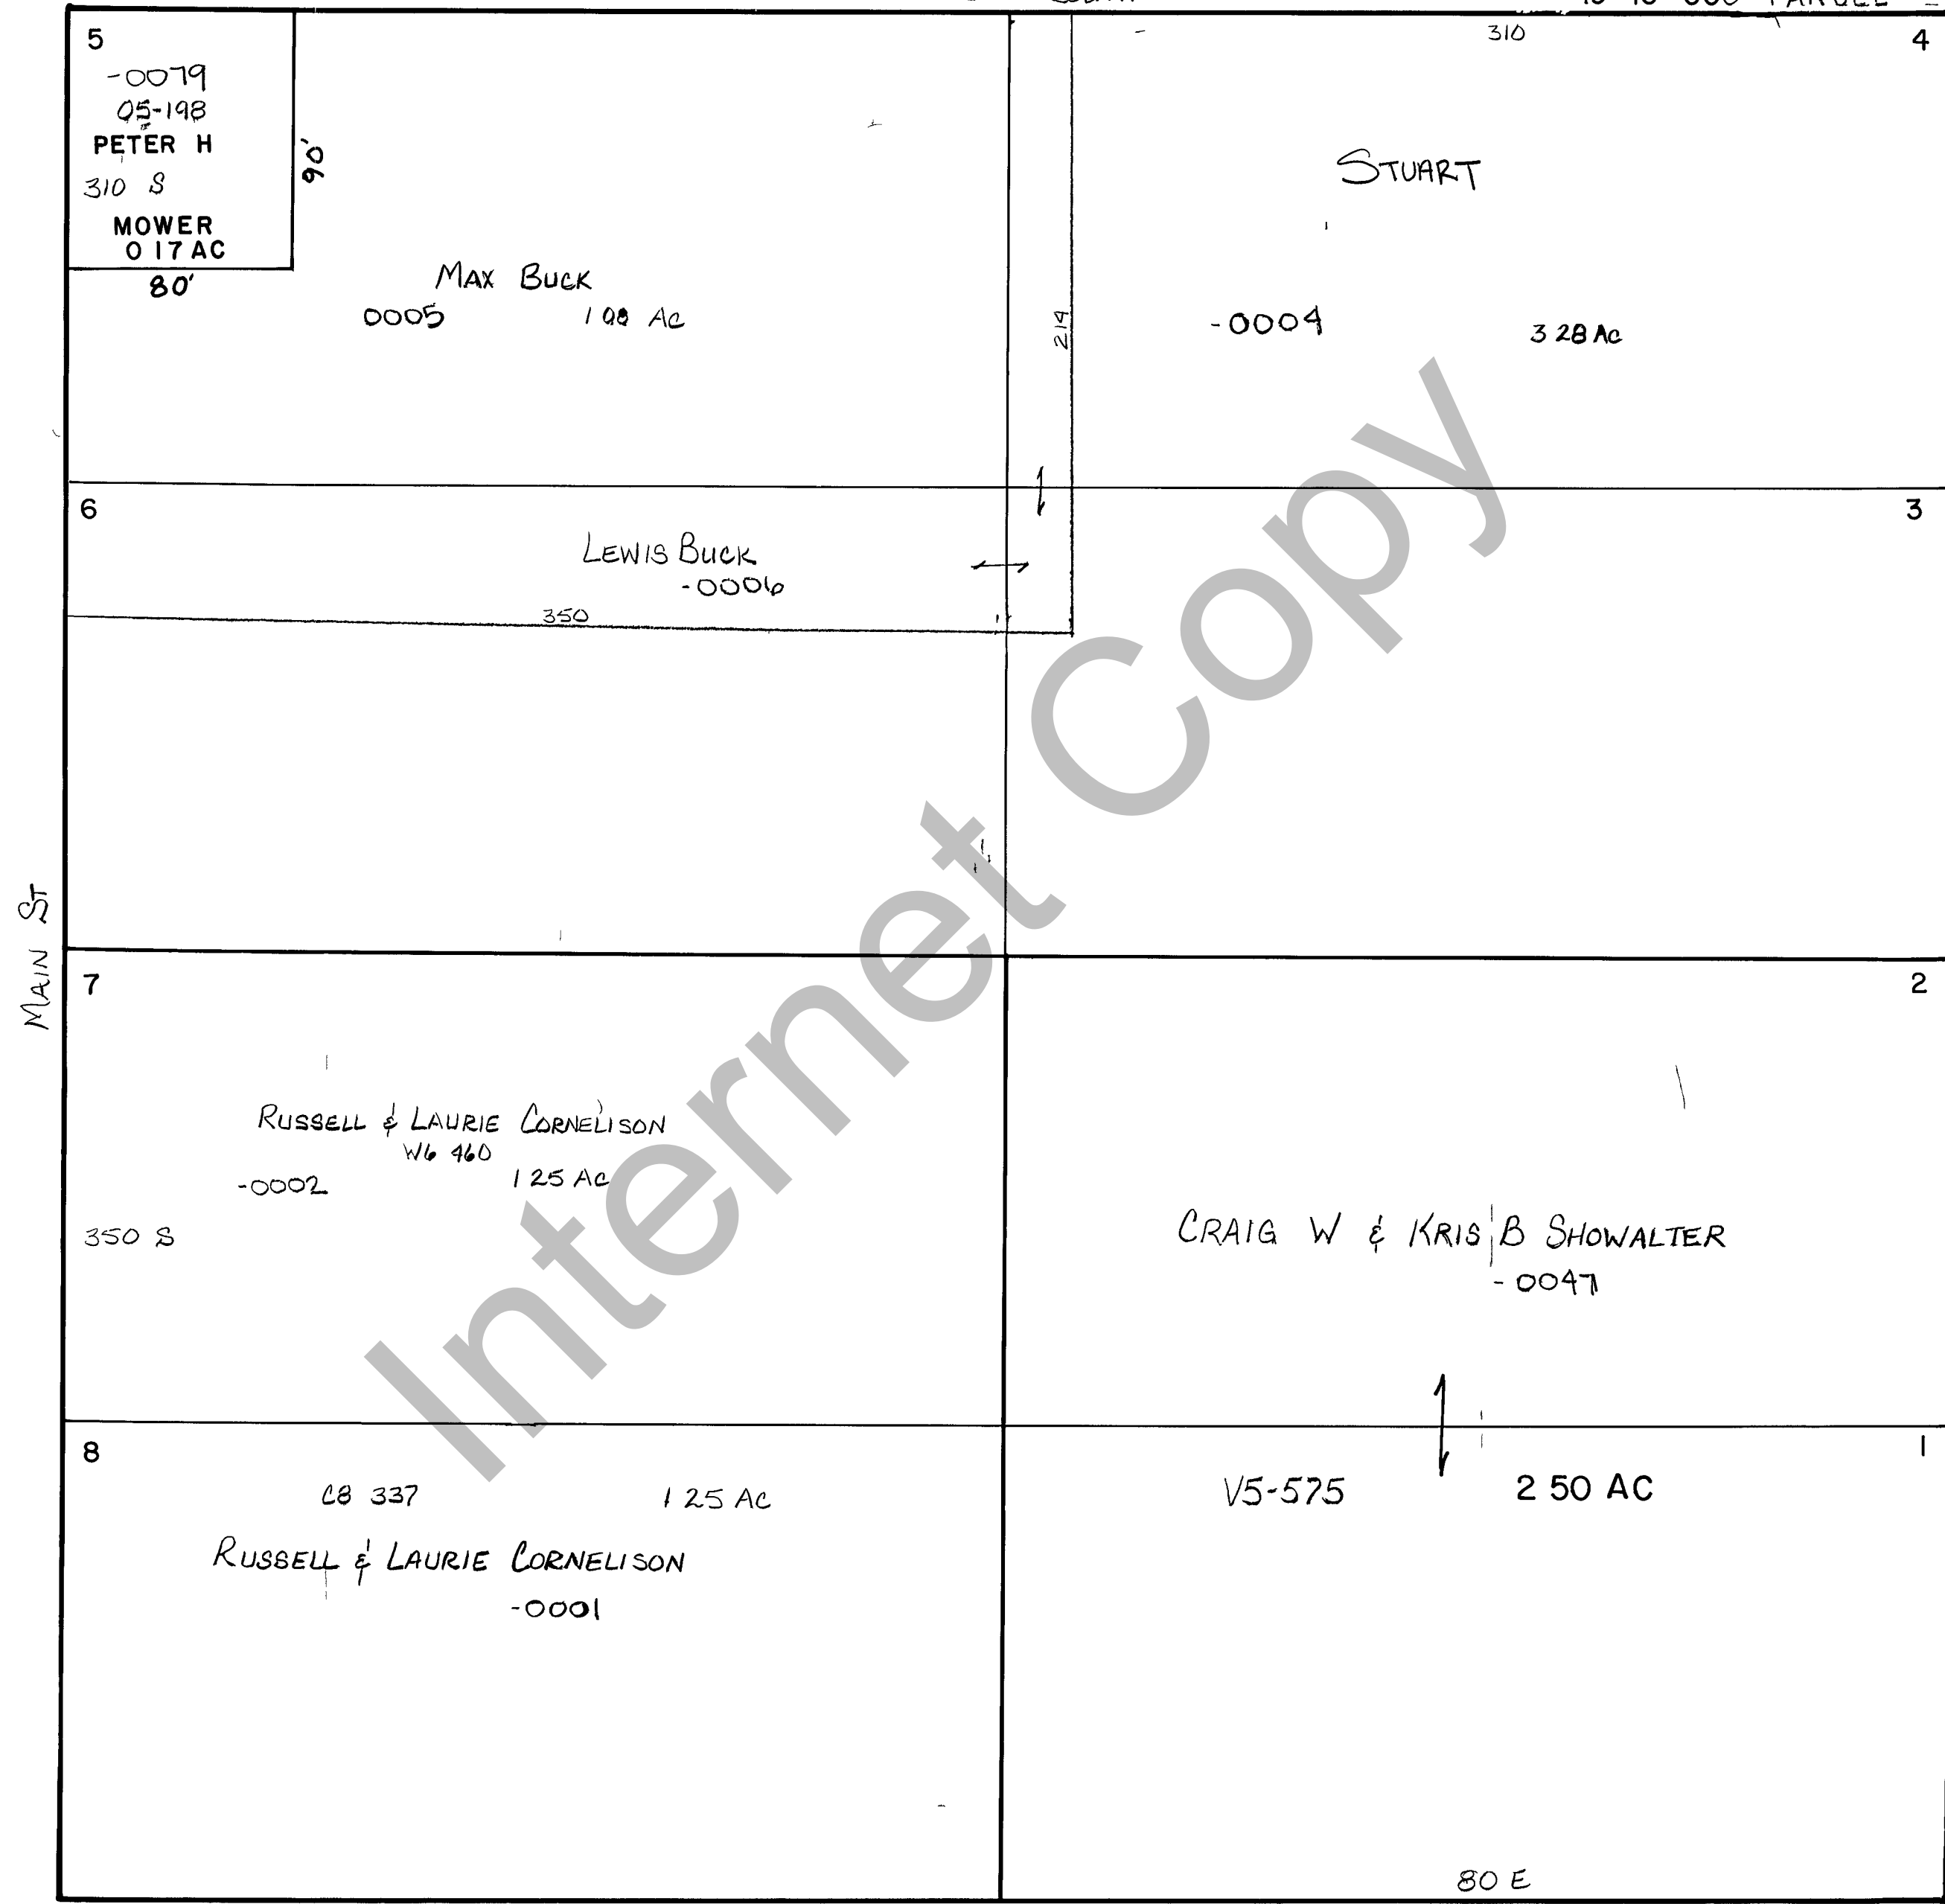 5
-0079
05-198
PETER H
310 S
MOWER
0 17 AC
90'
80'
MAX BUCK
0005
AC
310
4
STUART
-0004
3 28 AC
219
6
LEWIS BUCK
-0006
350
3
MAIN ST
7
RUSSELL & LAURIE CORNELISON
W6 460
-0002
1 25 AC
350 S
2
CRAIG W & KRIS B SHOWALTER
-0047
8
C8 337
1 25 AC
RUSSELL & LAURIE CORNELISON
-0001
1
V5-575
2 50 AC
80 E
Internet Copy